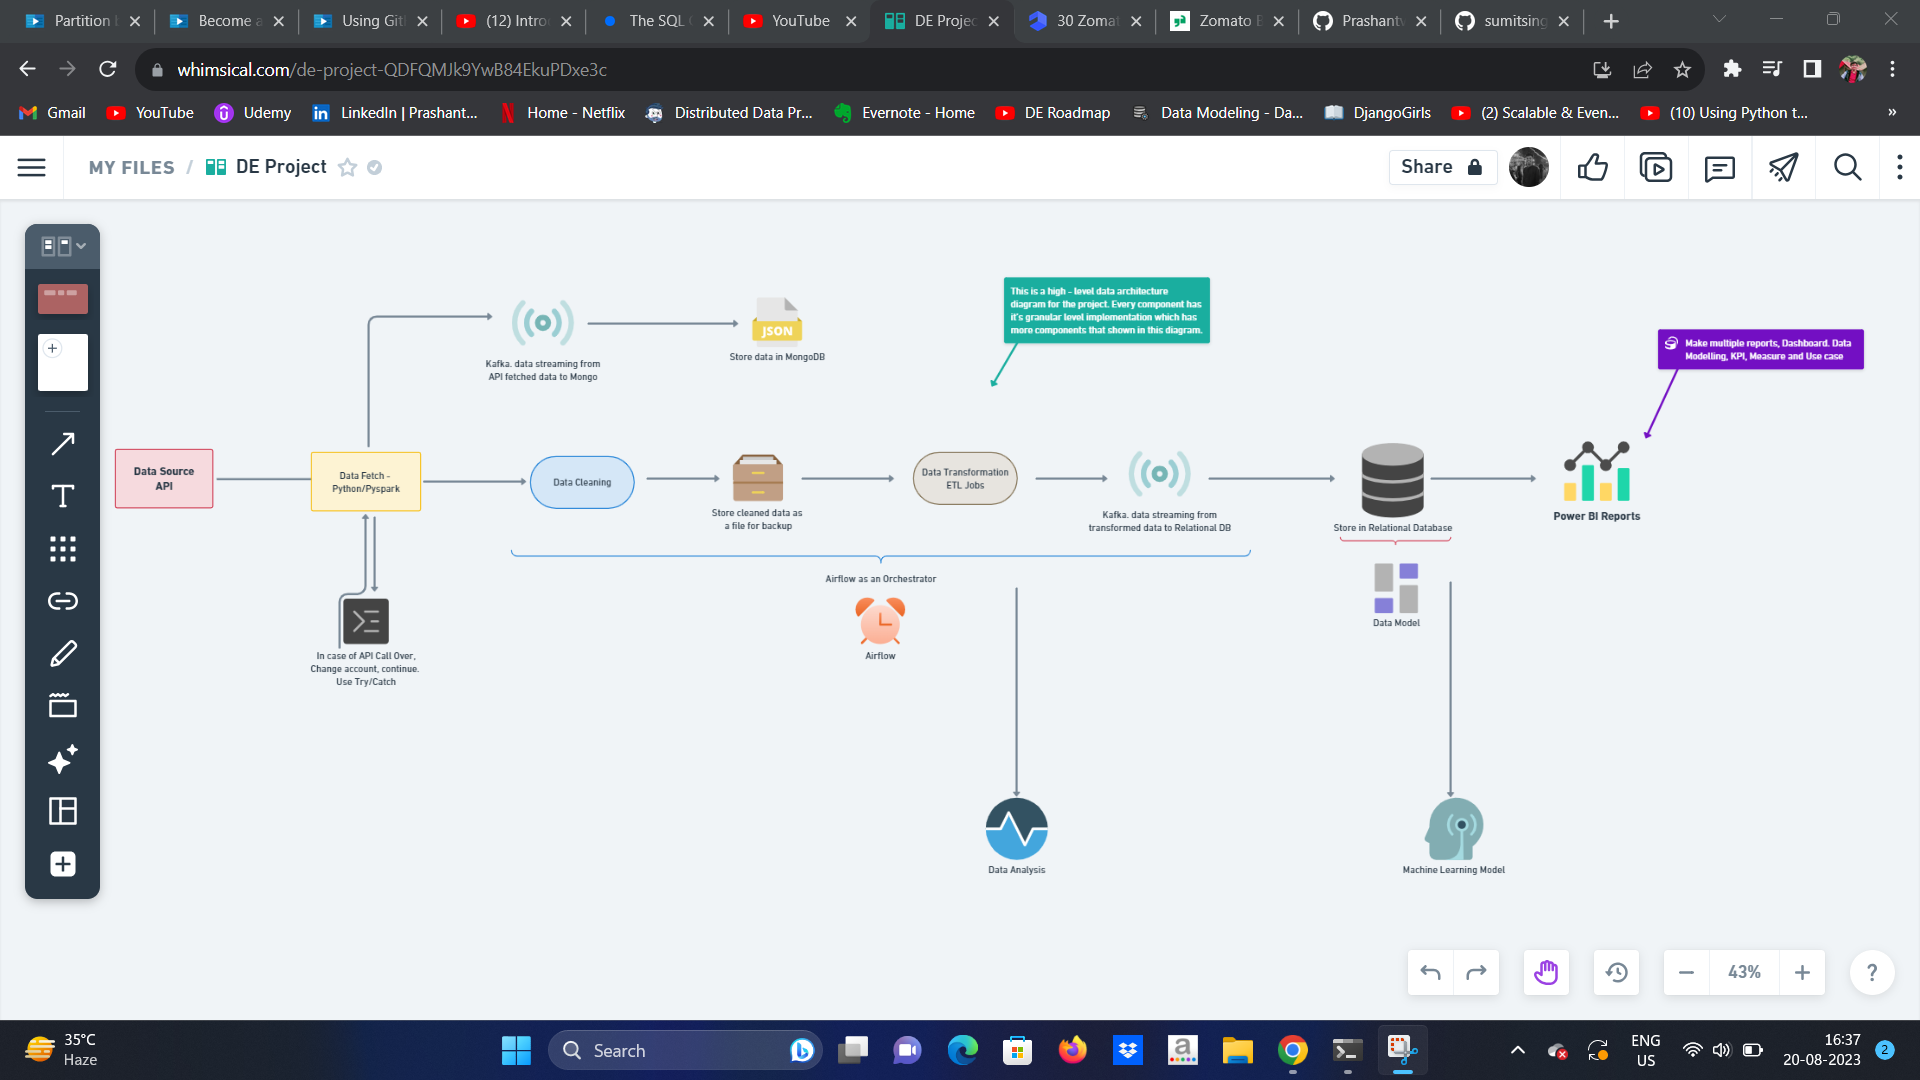 Partition b
Become a
Using Git
(12) Intro
The SQL
YouTube
DE Projec
30 Zomat
Zomato B
Prashantv
sumitsing
whimsical.com/de-project-QDFQMJk9YwB84EkuPDxe3c
Gmail
YouTube
Udemy
LinkedIn | Prashant...
Home - Netflix
Distributed Data Pr...
Evernote - Home
DE Roadmap
Data Modeling - Da...
DjangoGirls
(2) Scalable & Even...
(10) Using Python t...
»
MY FILES / DE Project
Share
This is a high - level data architecture
diagram for the project. Every component has
it's granular level implementation which has
more components that shown in this diagram.
Make multiple reports, Dashboard. Data
Modelling, KPI, Measure and Use case
JSON
Store data in MongoDB
Kafka. data streaming from
API fetched data to Mongo
Data Source
API
Data Fetch -
Python/Pyspark
Data Cleaning
Store cleaned data as
a file for backup
Data Transformation
ETL Jobs
Kafka. data streaming from
transformed data to Relational DB
Store in Relational Database
Power BI Reports
Airflow as an Orchestrator
Airflow
Data Model
In case of API Call Over,
Change account, continue.
Use Try/Catch
Data Analysis
Machine Learning Model
43%
?
35°C
Haze
Search
ENG
US
16:37
20-08-2023
2